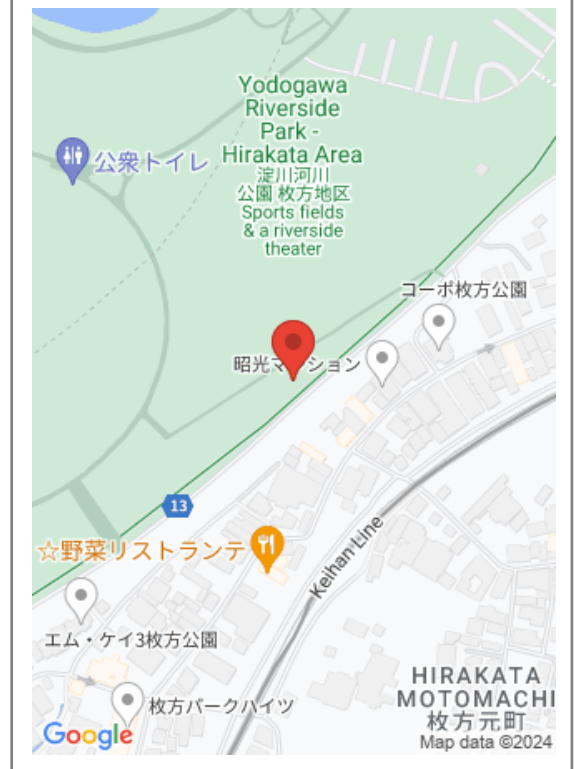 Yodogawa
Riverside
Park -
Hirakata Area
淀川河川
公園 枚方地区
Sports fields
& a riverside
theater
公衆トイレ
コーポ枚方公園
昭光マ
ション
13
☆野菜リストランテ
Keihan Line
エム・ケイ3枚方公園
枚方パークハイツ
HIRAKATA
MOTOMACHI
枚方元町
Google
Map data ©2024